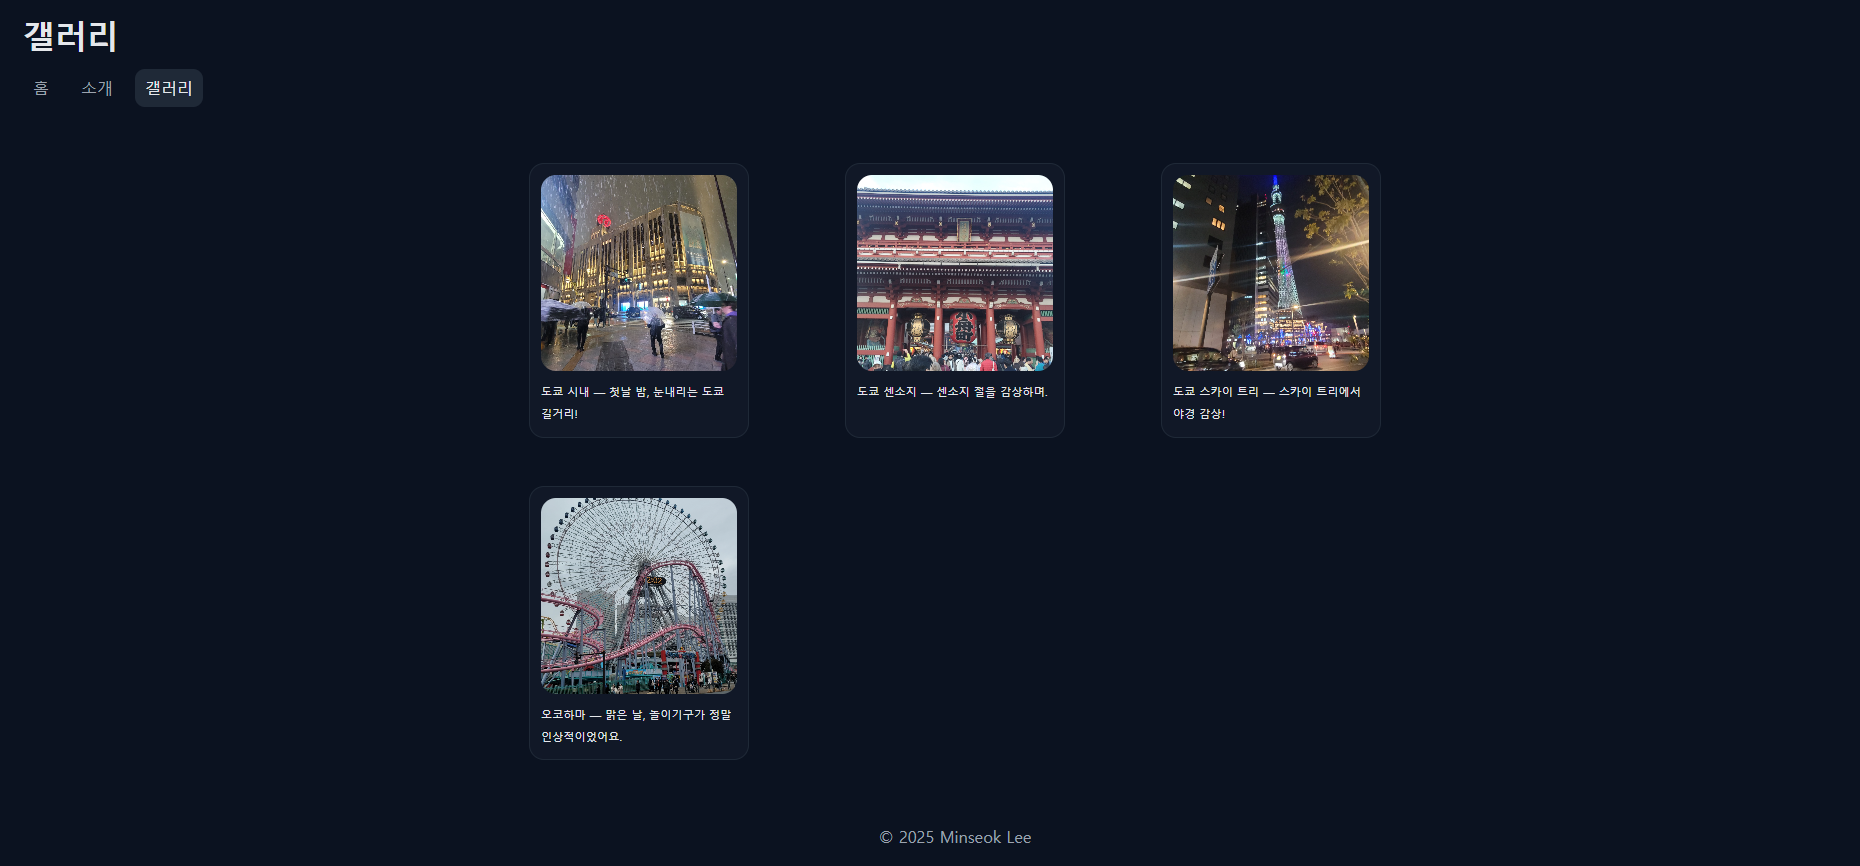 갤러리
홈
소개
갤러리
도쿄 시내 — 첫날 밤, 눈내리는 도쿄
길거리!
도쿄 센소지 — 센소지 절을 감상하며.
도쿄 스카이 트리 — 스카이 트리에서
야경 감상!
오코하마 — 맑은 날, 놀이기구가 정말
인상적이었어요.
© 2025 Minseok Lee